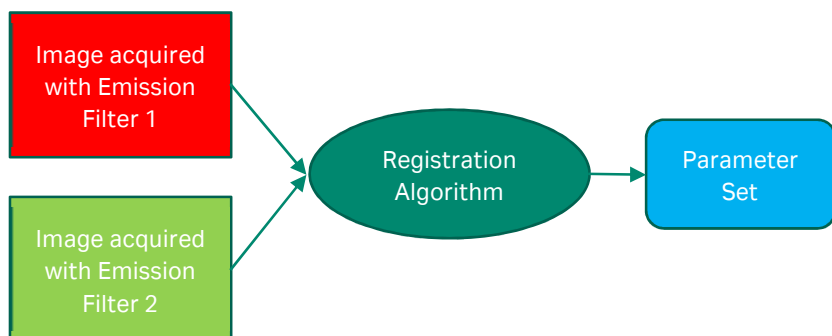 Image acquired
with Emission
Filter 1
Registration
Algorithm
Parameter
Set
Image acquired
with Emission
Filter 2